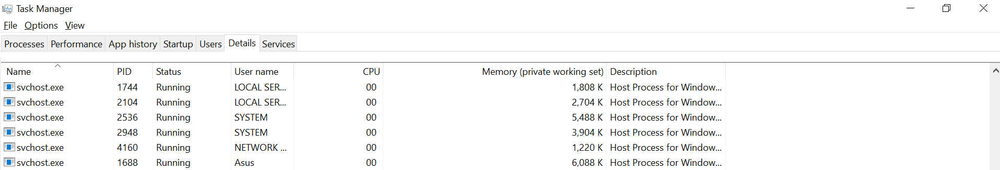 Task Manager
File Options View
Processes Performance App history Startup Users Details Services
Name PID Status User name CPU Memory (private working set) Description
svchost.exe 1744 Running LOCAL SER... 00 1,808 K Host Process for Window...
svchost.exe 2104 Running LOCAL SER... 00 2,704 K Host Process for Window...
svchost.exe 2536 Running SYSTEM 00 5,488 K Host Process for Window...
svchost.exe 2948 Running SYSTEM 00 3,904 K Host Process for Window...
svchost.exe 4160 Running NETWORK ... 00 1,220 K Host Process for Window...
svchost.exe 1688 Running Asus 00 6,088 K Host Process for Window...